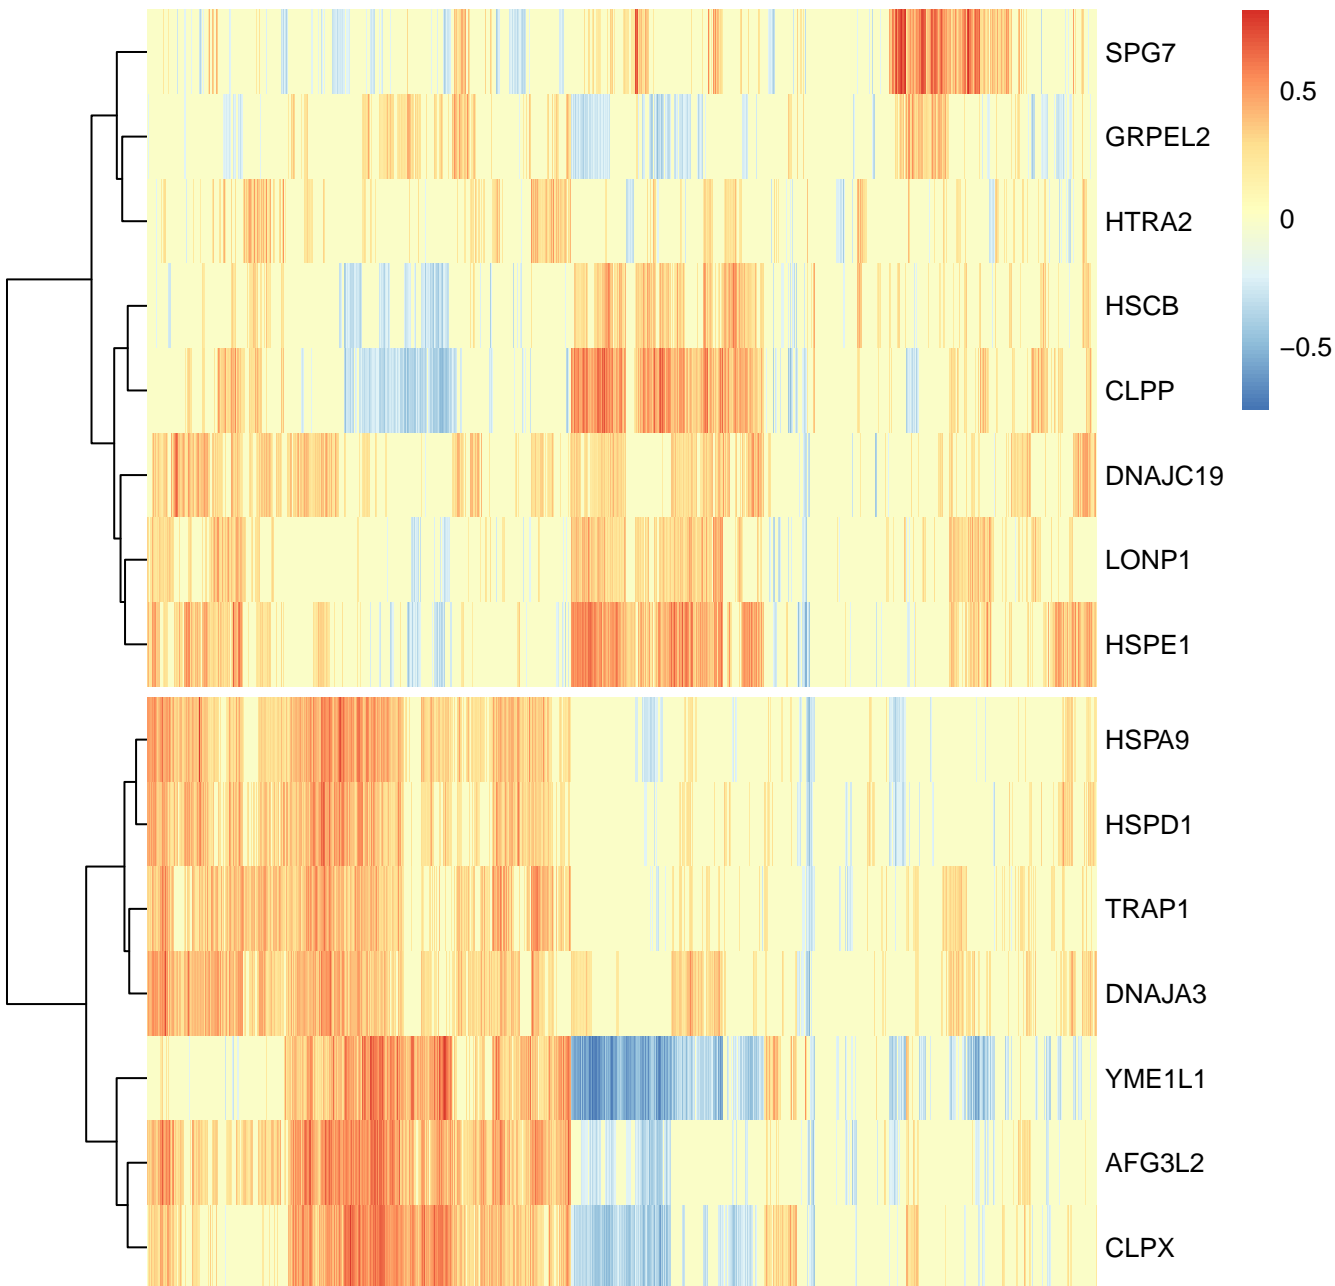 SPG7
GRPEL2
HTRA2
HSCB
CLPP
DNAJC19
LONP1
HSPE1
HSPA9
HSPD1
TRAP1
DNAJA3
YME1L1
AFG3L2
CLPX
0.5
0
−0.5